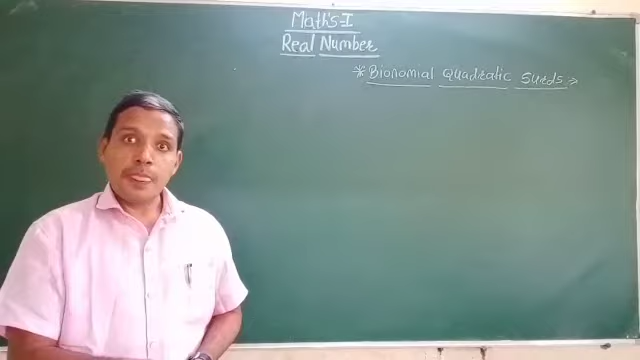 Math's-I
Real Number
* Bionomial Quadratic Surds →